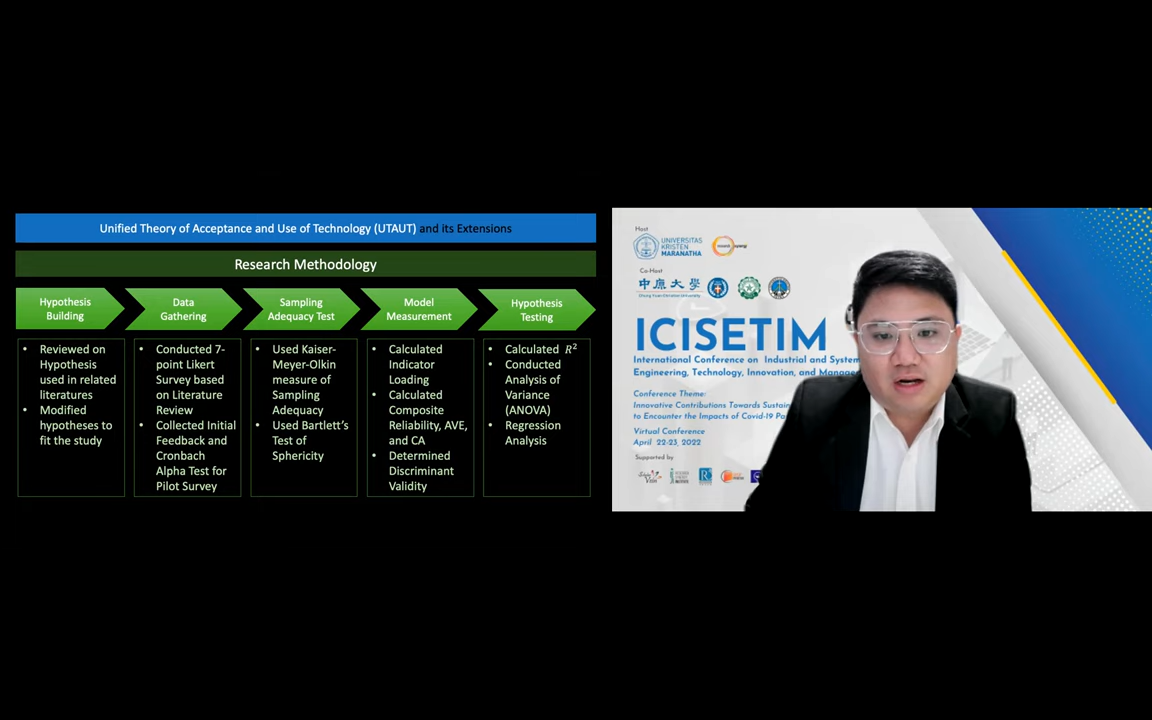 Unified Theory of Acceptance and Use of Technology (UTAUT) and its Extensions
Research Methodology
Hypothesis
Building
Data
Gathering
Sampling
Adequacy Test
Model
Measurement
Hypothesis
Testing
• Reviewed on
Hypothesis
used in related
literatures
• Modified
hypotheses to
fit the study
• Conducted 7-
point Likert
Survey based
on Literature
Review
• Collected Initial
Feedback and
Cronbach
Alpha Test for
Pilot Survey
• Used Kaiser-
Meyer-Olkin
measure of
Sampling
Adequacy
• Used Bartlett’s
Test of
Sphericity
• Calculated
Indicator
Loading
• Calculated
Composite
Reliability, AVE,
and CA
• Determined
Discriminant
Validity
• Calculated R²
• Conducted
Analysis of
Variance
(ANOVA)
• Regression
Analysis
Host
UNIVERSITAS
KRISTEN
MARANATHA
Co-Host
中原大學
Chung Yuan Christian University
ICISETIM
International Conference on Industrial and System
Engineering, Technology, Innovation, and
Conference Theme:
Innovative Contributions Towards
to Encounter the Impacts of Covid-19
Virtual Conference
April 22-23, 2022
Supported by